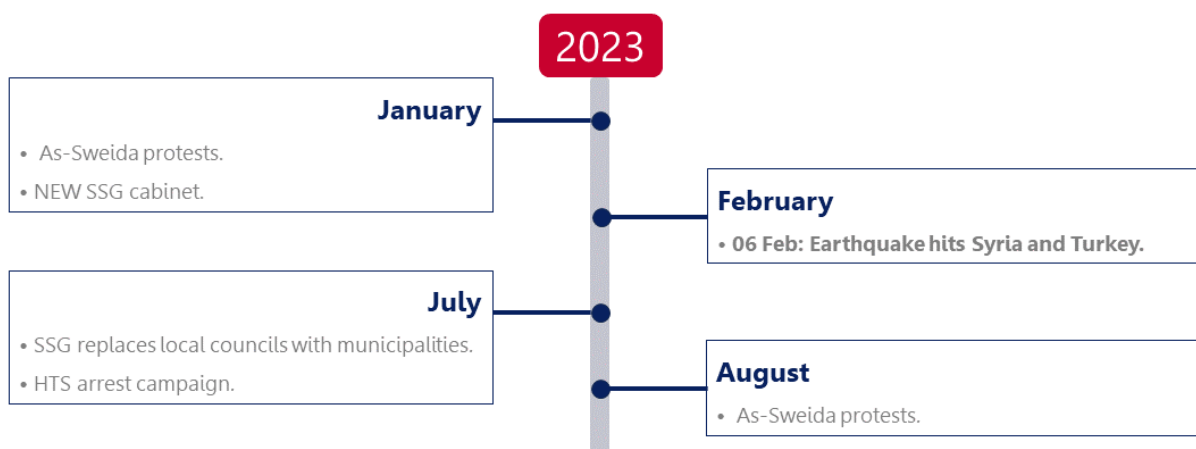 2023
January
• As-Sweida protests.
• NEW SSG cabinet.
February
• 06 Feb: Earthquake hits Syria and Turkey.
July
• SSG replaces local councils with municipalities.
• HTS arrest campaign.
August
• As-Sweida protests.